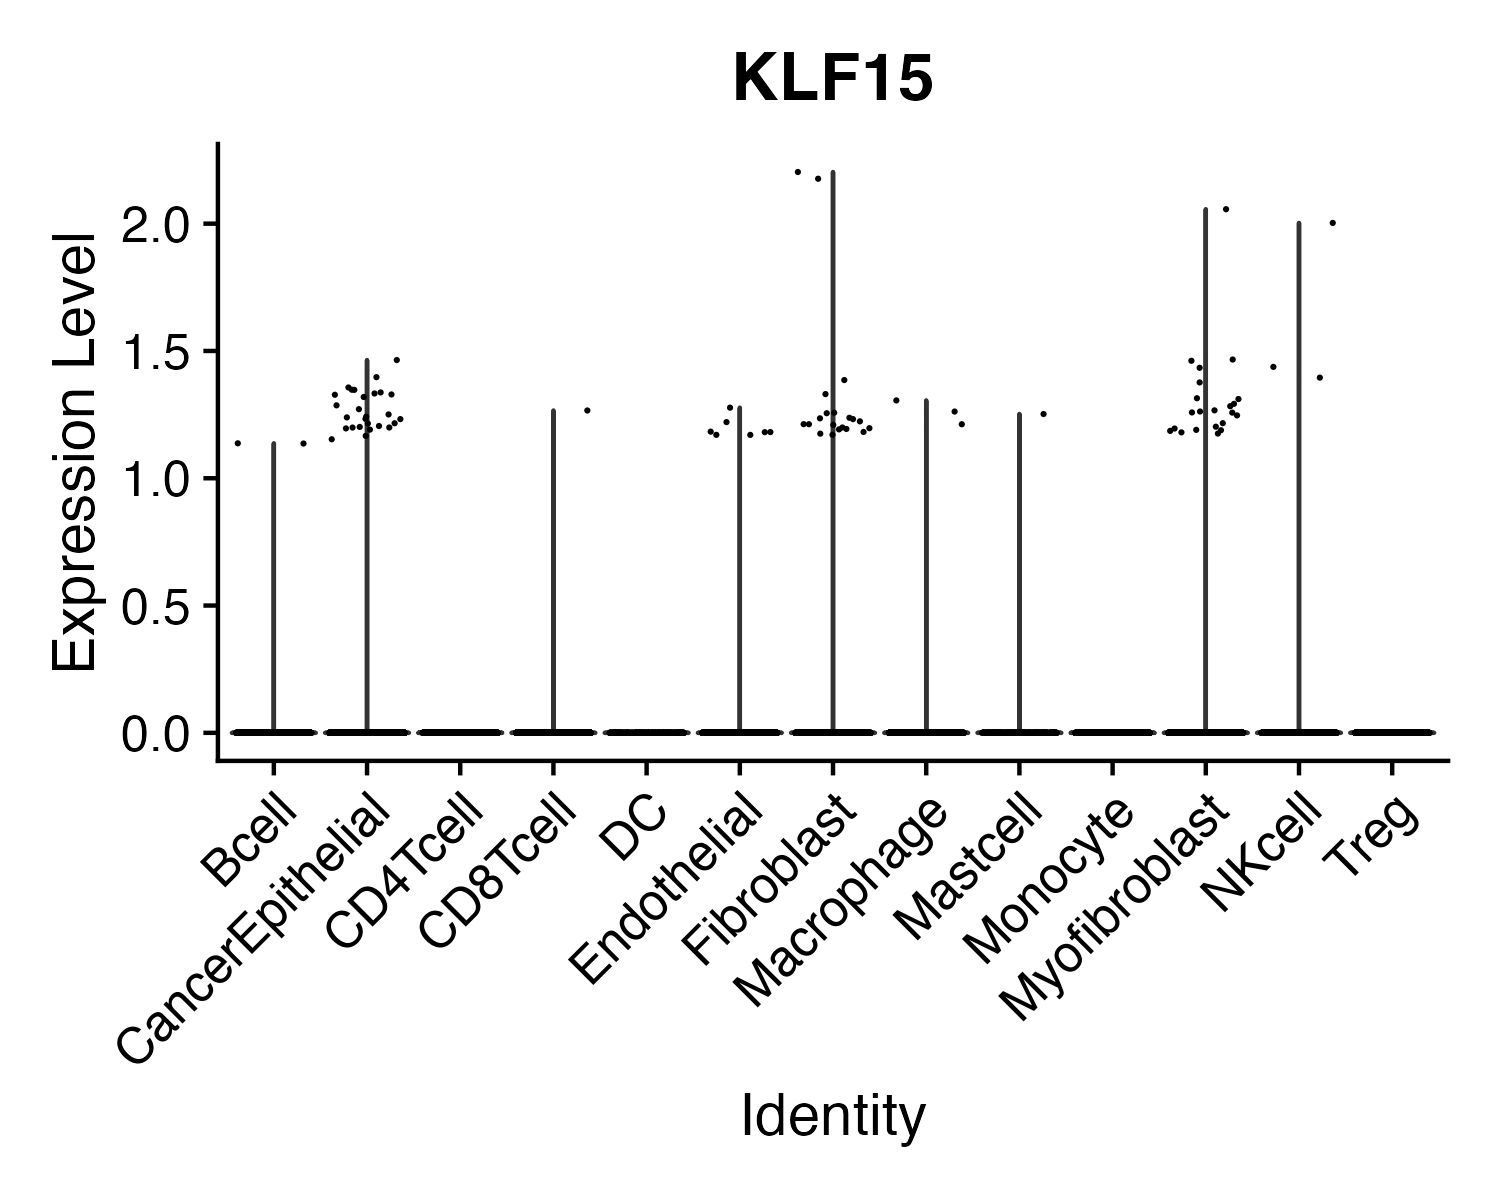 KLF15
Expression Level
2.0
1.5
1.0
0.5
0.0
Bcell
CancerEpithelial
CD4Tcell
CD8Tcell
DC
Endothelial
Fibroblast
Macrophage
Mastcell
Monocyte
Myofibroblast
NKcell
Treg
Identity